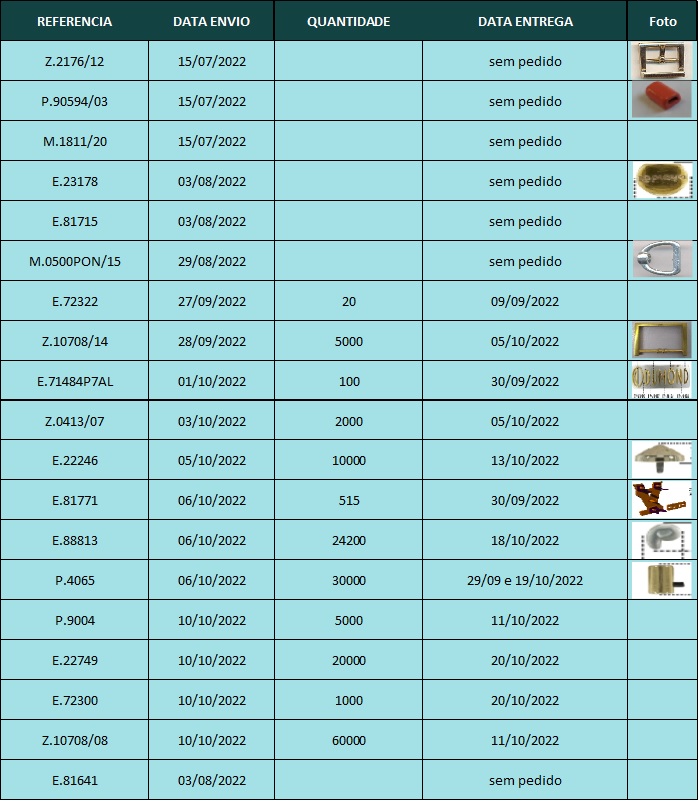 REFERENCIA DATA ENVIO QUANTIDADE DATA ENTREGA Foto
Z.2176/12 15/07/2022 sem pedido
P.90594/03 15/07/2022 sem pedido
M.1811/20 15/07/2022 sem pedido
E.23178 03/08/2022 sem pedido
E.81715 03/08/2022 sem pedido
M.0500PON/15 29/08/2022 sem pedido
E.72322 27/09/2022 20 09/09/2022
Z.10708/14 28/09/2022 5000 05/10/2022
E.71484P7AL 01/10/2022 100 30/09/2022
Z.0413/07 03/10/2022 2000 05/10/2022
E.22246 05/10/2022 10000 13/10/2022
E.81771 06/10/2022 515 30/09/2022
E.88813 06/10/2022 24200 18/10/2022
P.4065 06/10/2022 30000 29/09 e 19/10/2022
P.9004 10/10/2022 5000 11/10/2022
E.22749 10/10/2022 20000 20/10/2022
E.72300 10/10/2022 1000 20/10/2022
Z.10708/08 10/10/2022 60000 11/10/2022
E.81641 03/08/2022 sem pedido